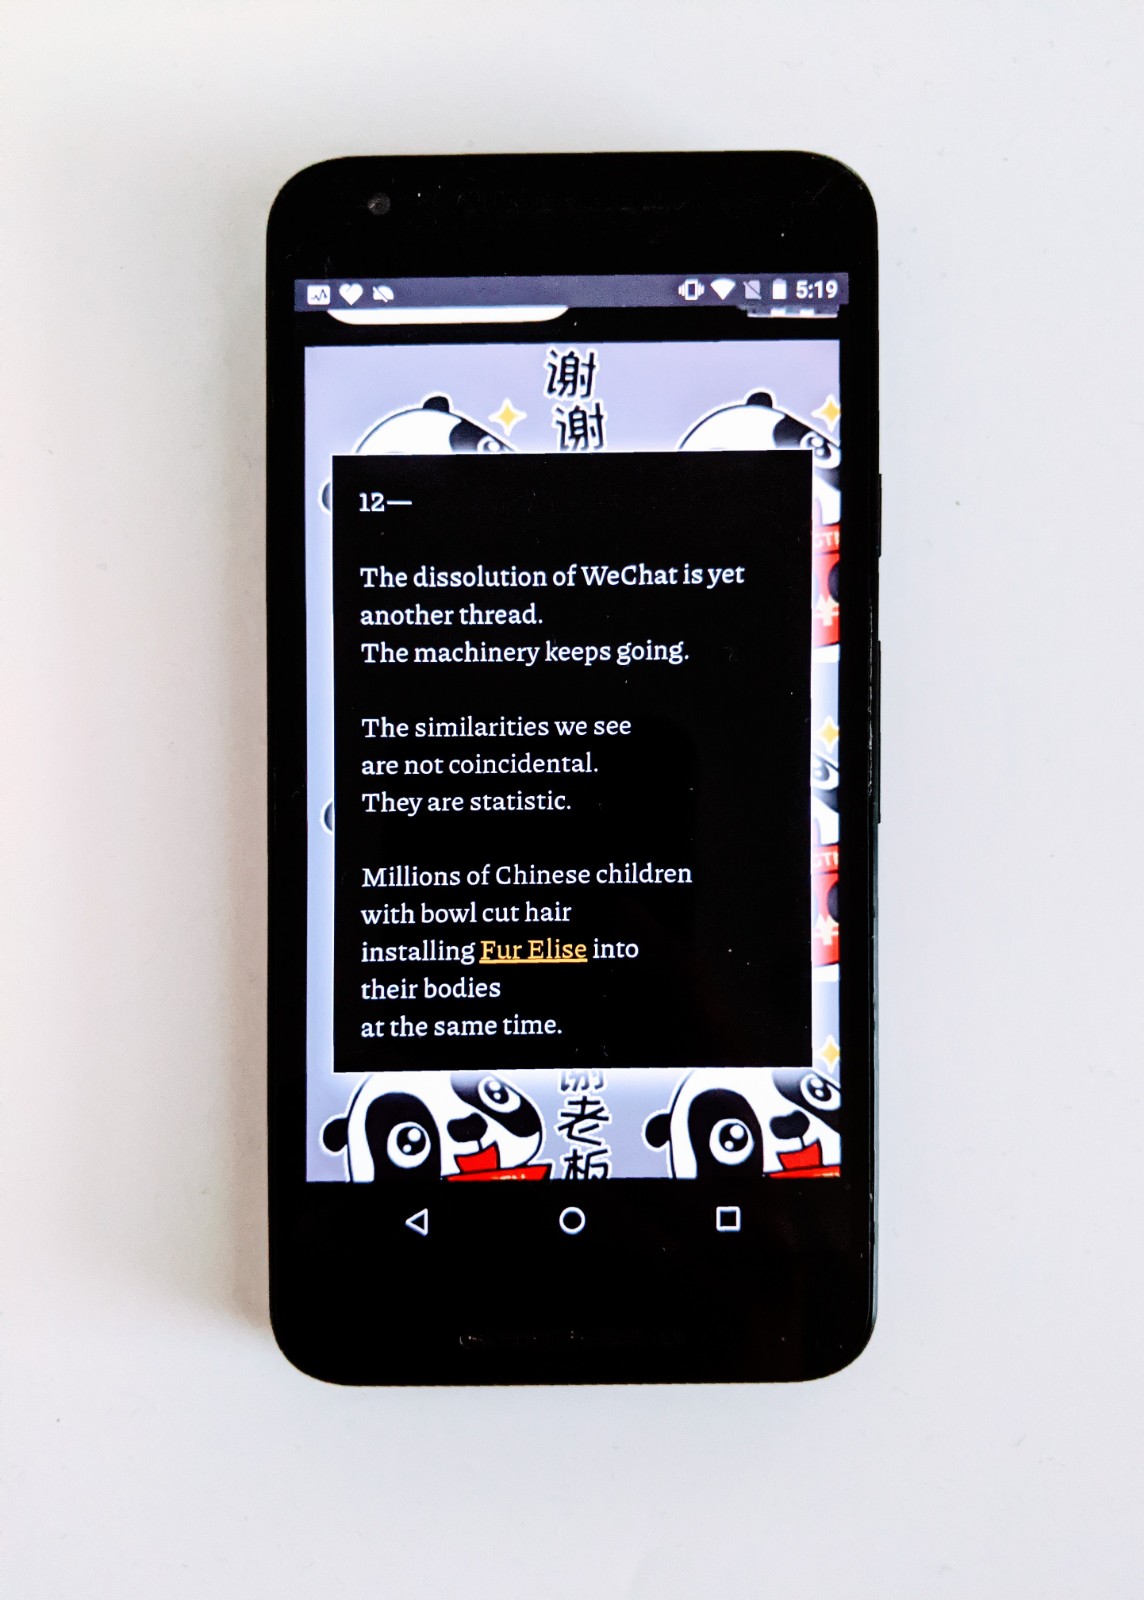 5:19
谢
谢
12—
The dissolution of WeChat is yet
another thread.
The machinery keeps going.
The similarities we see
are not coincidental.
They are statistic.
Millions of Chinese children
with bowl cut hair
installing Fur Elise into
their bodies
at the same time.
谢
老
板